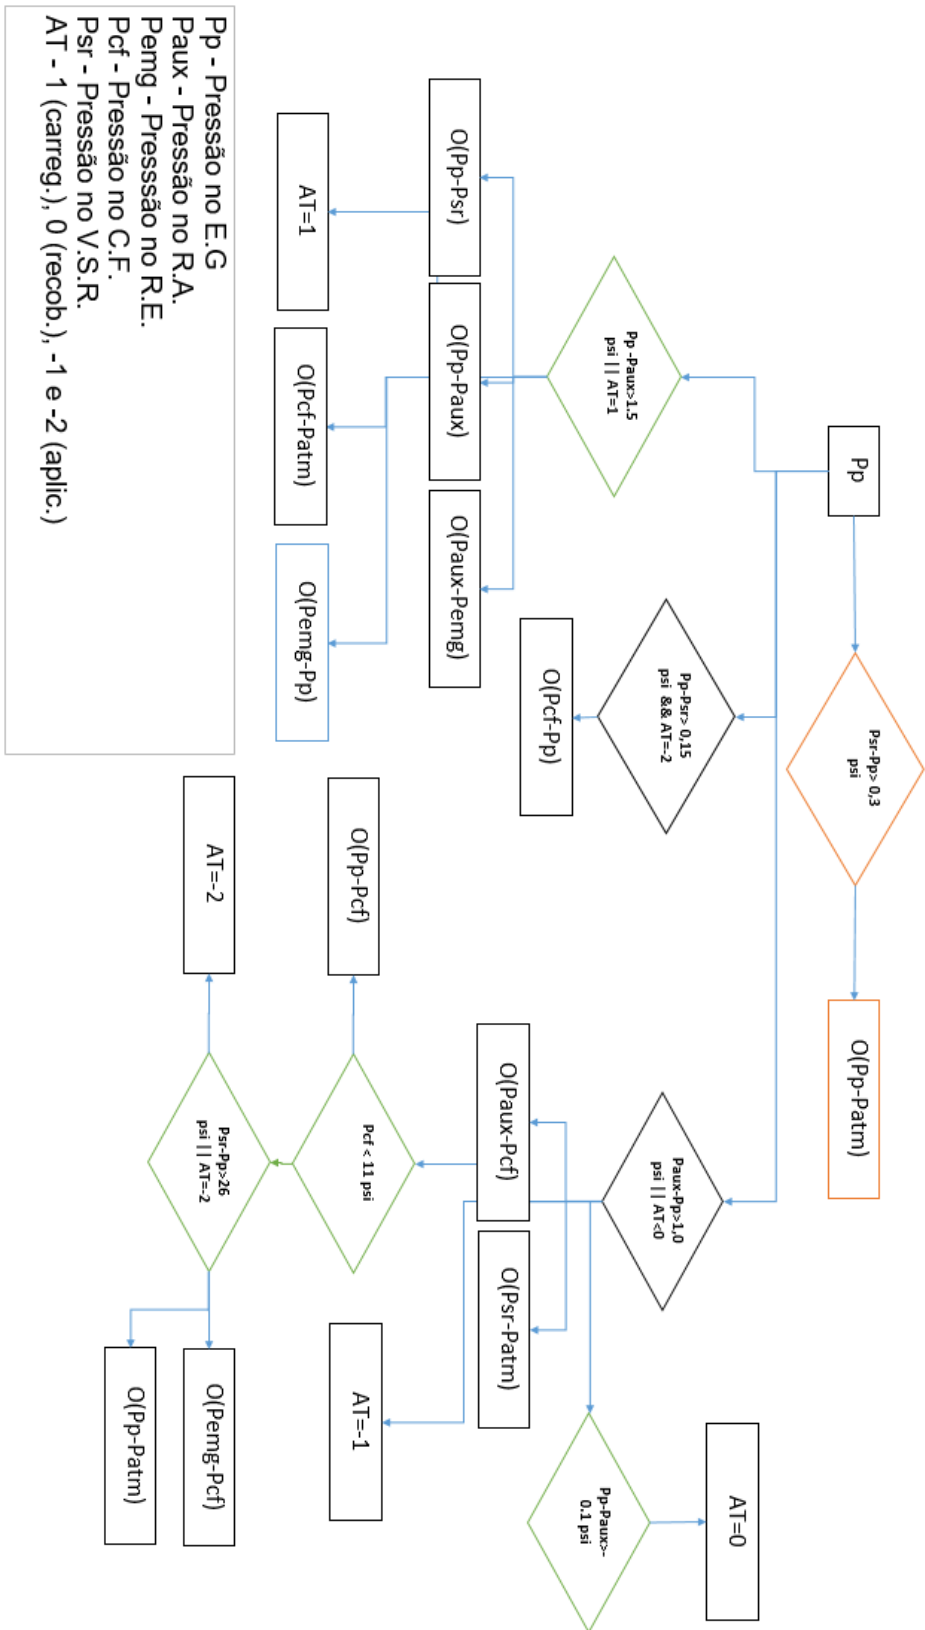 Pp
Psr-Pp> 0,3
psi
O(Pp-Patm)
Pp -Paux>1.5
psi || AT=1
Pp-Psr> 0,15
psi && AT=-2
Paux-Pp>1,0
psi || AT<0
AT=0
Pp-Paux>-
0.1 psi
O(Pp-Psr)
O(Pp-Paux)
O(Paux-Pemg)
O(Pcf-Pp)
O(Paux-Pcf)
O(Psr-Patm)
AT=1
O(Pcf-Patm)
O(Pemg-Pp)
O(Pp-Pcf)
Pcf < 11 psi
AT=-1
AT=-2
Psr-Pp>26
psi || AT=-2
O(Pemg-Pcf)
O(Pp-Patm)
Pp - Pressão no E.G
Paux - Pressão no R.A.
Pemg - Presssão no R.E.
Pcf - Pressão no C.F.
Psr - Pressão no V.S.R.
AT - 1 (carreg.), 0 (recob.), -1 e -2 (aplic.)